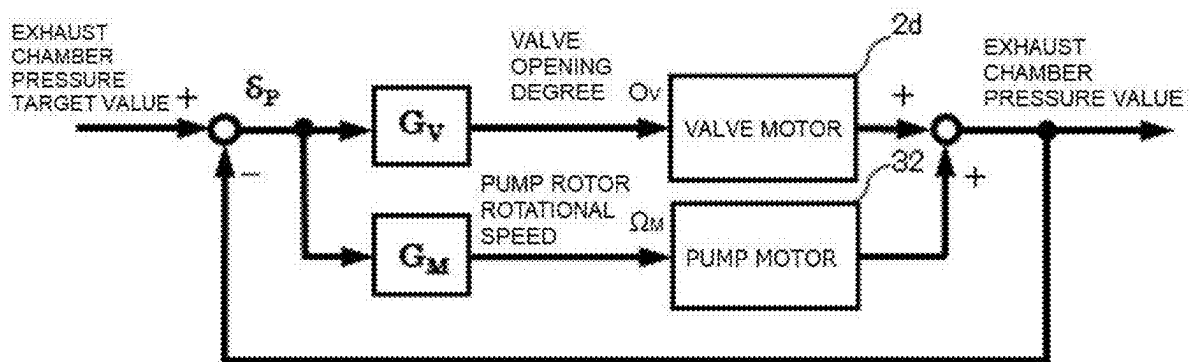 EXHAUST
CHAMBER
PRESSURE
TARGET VALUE
+
δP
−
GV
VALVE
OPENING
DEGREE
OV
VALVE MOTOR
2d
+
EXHAUST
CHAMBER
PRESSURE VALUE
GM
PUMP ROTOR
ROTATIONAL
SPEED
ΩM
PUMP MOTOR
32
+